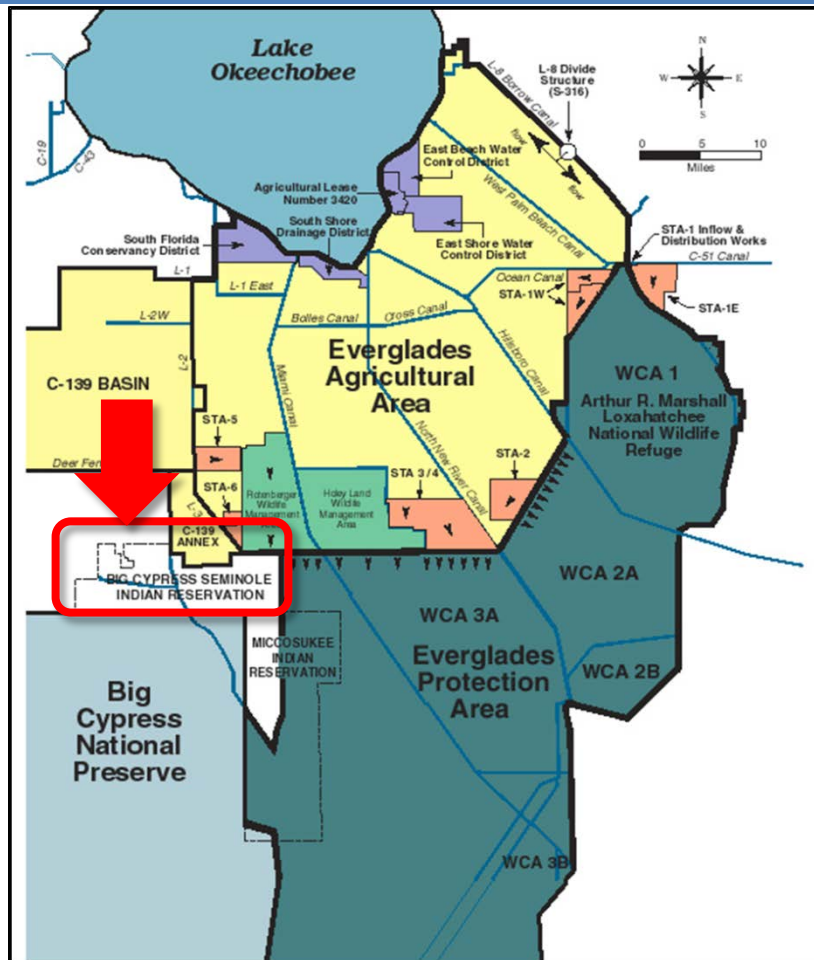 Lake
Okeechobee
L-8 Divide
Structure
(S-316)
N
W
E
S
0
5
10
Miles
L-8 Borrow Canal
flow
flow
C-19
C-43
East Beach Water
Control District
Agricultural Lease
Number 3420
South Shore
Drainage District
West Palm Beach Canal
South Florida
Conservancy District
East Shore Water
Control District
STA-1 Inflow &
Distribution Works
C-51 Canal
L-1
L-1 East
Ocean Canal
STA-1W
STA-1E
L-2W
Bolles Canal
Cross Canal
L-2
Hillsboro Canal
Miami Canal
Everglades
Agricultural
Area
C-139 BASIN
WCA 1
Arthur R. Marshall
Loxahatchee
National Wildlife
Refuge
STA-5
North New River Canal
STA-2
Deer Fen
STA 3/4
STA-6
L-3
Rotenberger
Wildlife
Management
Holey Land
Wildlife
Management
Area
C-139
ANNEX
BIG CYPRESS SEMINOLE
INDIAN RESERVATION
WCA 2A
WCA 3A
MICCOSUKEE
INDIAN
RESERVATION
Everglades
Protection
Area
WCA 2B
Big
Cypress
National
Preserve
WCA 3B